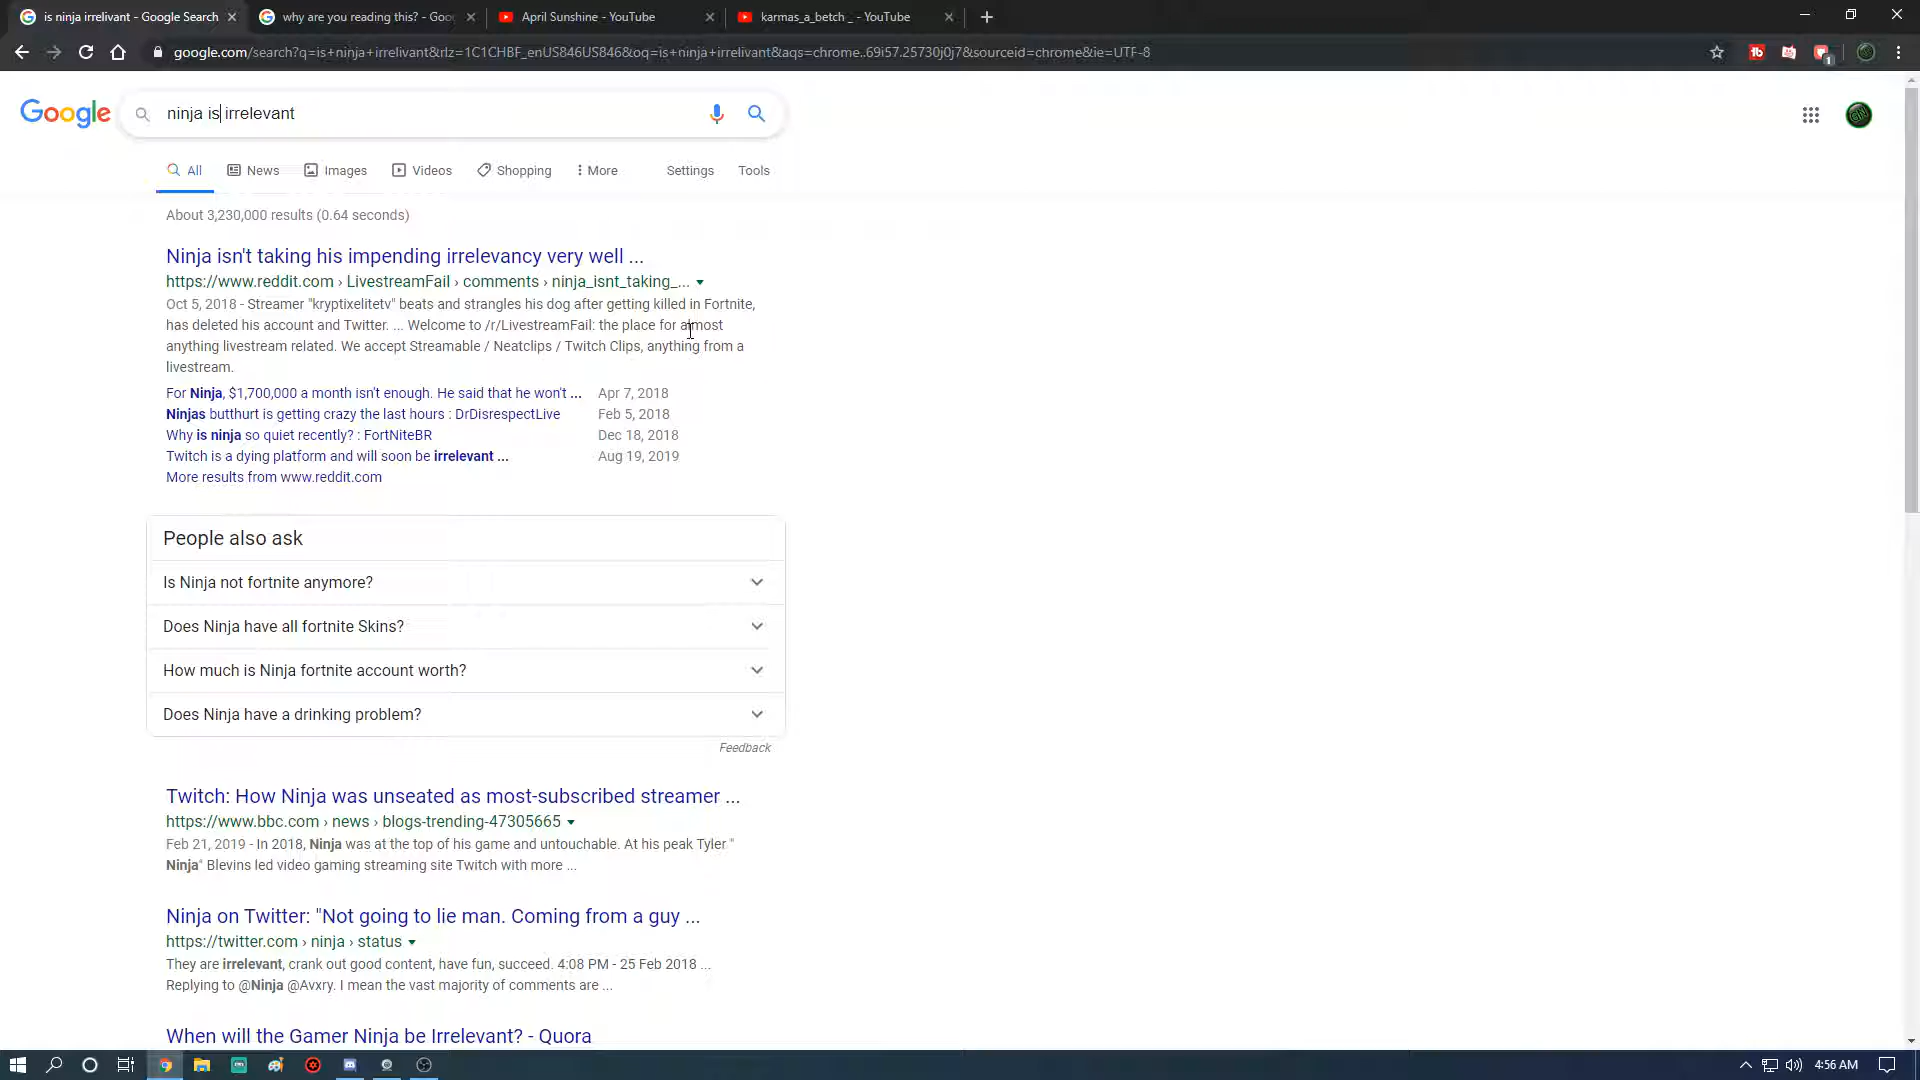 is ninja irrelivant - Google Search
why are you reading this? - Goo
April Sunshine - YouTube
karmas_a_betch_ - YouTube
google.com/search?q=is+ninja+irrelivant&rlz=1C1CHBF_enUS846US846&oq=is+ninja+irrelivant&aqs=chrome..69i57.25730j0j7&sourceid=chrome&ie=UTF-8
1
Google
ninja is irrelevant
GN
All News Images Videos Shopping More Settings Tools
About 3,230,000 results (0.64 seconds)
Ninja isn't taking his impending irrelevancy very well ...
https://www.reddit.com › LivestreamFail › comments › ninja_isnt_taking_...
Oct 5, 2018 - Streamer "kryptixelitetv" beats and strangles his dog after getting killed in Fortnite,
has deleted his account and Twitter. ... Welcome to /r/LivestreamFail: the place for almost
anything livestream related. We accept Streamable / Neatclips / Twitch Clips, anything from a
livestream.
For Ninja, $1,700,000 a month isn't enough. He said that he won't ... Apr 7, 2018
Ninjas butthurt is getting crazy the last hours : DrDisrespectLive Feb 5, 2018
Why is ninja so quiet recently? : FortNiteBR Dec 18, 2018
Twitch is a dying platform and will soon be irrelevant ... Aug 19, 2019
More results from www.reddit.com
People also ask
Is Ninja not fortnite anymore?
Does Ninja have all fortnite Skins?
How much is Ninja fortnite account worth?
Does Ninja have a drinking problem?
Feedback
Twitch: How Ninja was unseated as most-subscribed streamer ...
https://www.bbc.com › news › blogs-trending-47305665
Feb 21, 2019 - In 2018, Ninja was at the top of his game and untouchable. At his peak Tyler "
Ninja" Blevins led video gaming streaming site Twitch with more ...
Ninja on Twitter: "Not going to lie man. Coming from a guy ...
https://twitter.com › ninja › status
They are irrelevant, crank out good content, have fun, succeed. 4:08 PM - 25 Feb 2018 ...
Replying to @Ninja @Avxry. I mean the vast majority of comments are ...
When will the Gamer Ninja be Irrelevant? - Quora
4:56 AM